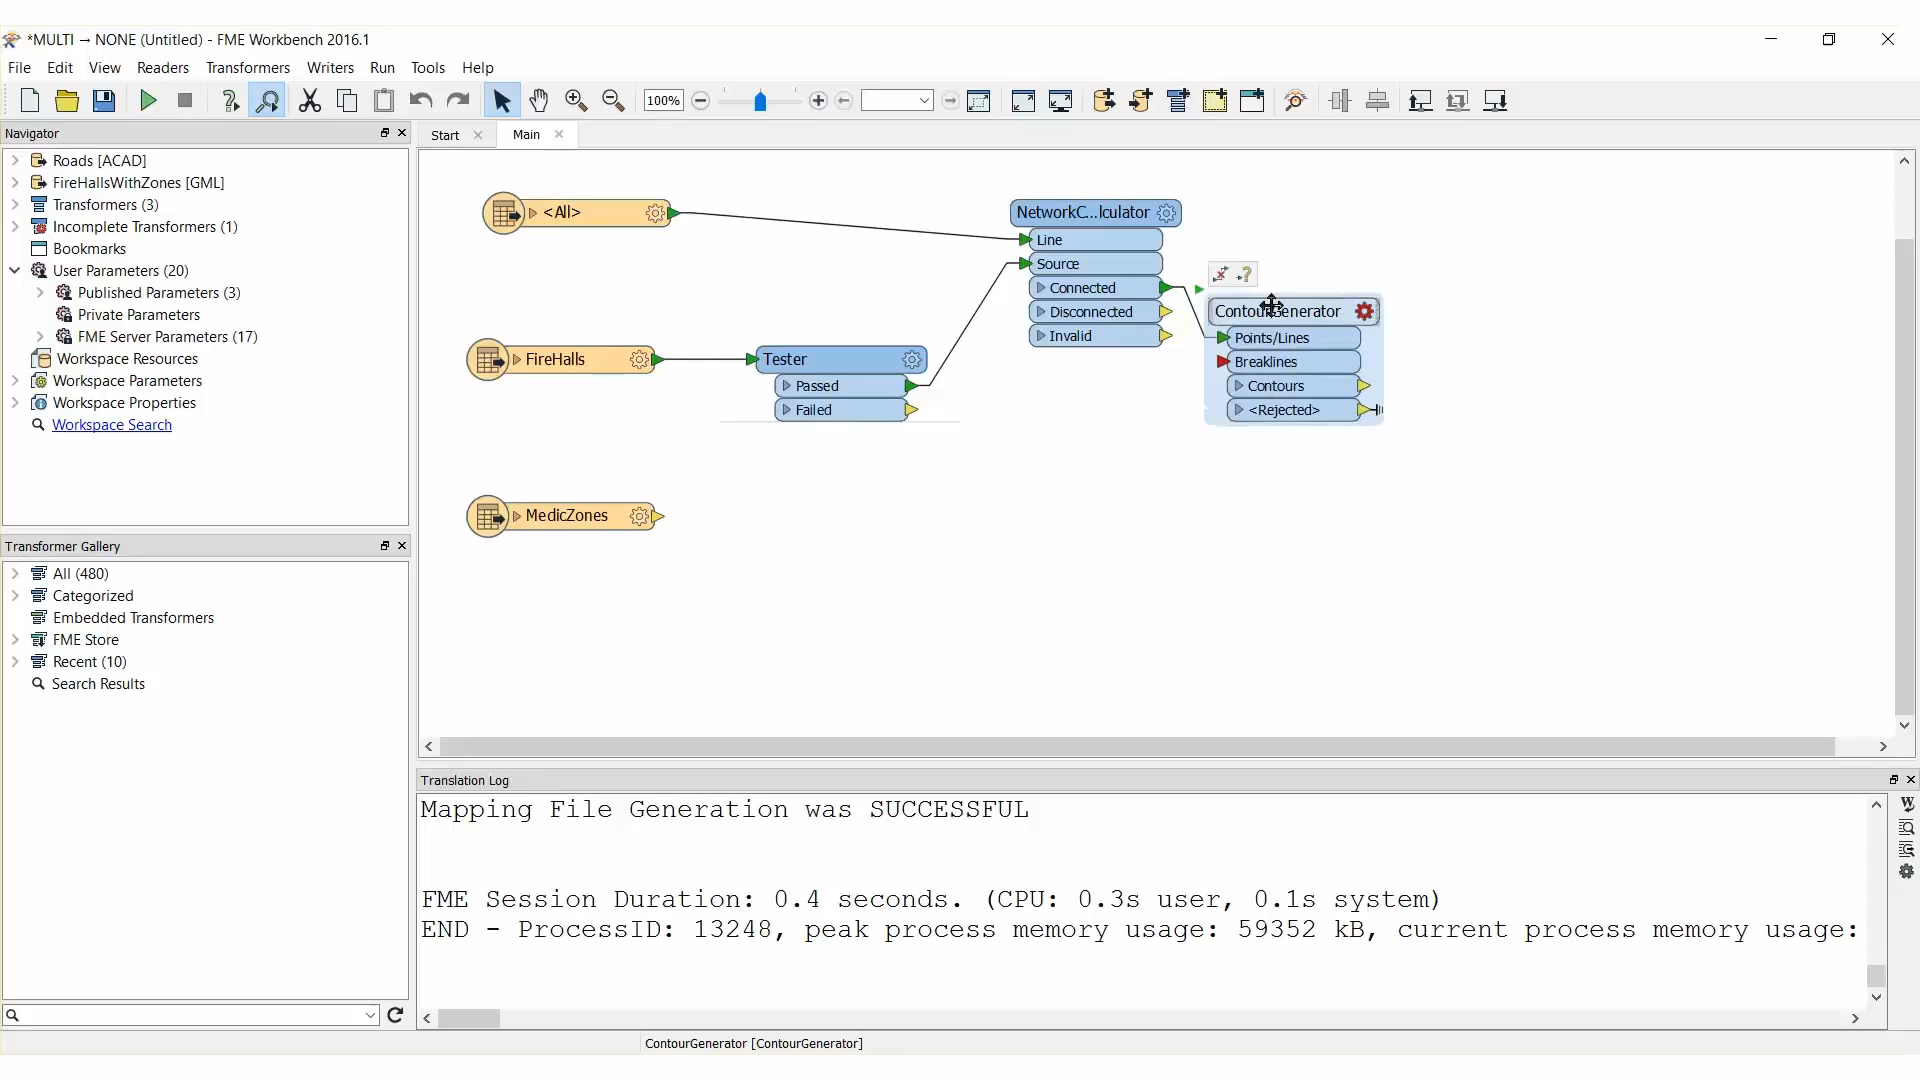 *MULTI → NONE (Untitled) - FME Workbench 2016.1
File Edit View Readers Transformers Writers Run Tools Help
100%
Navigator
Roads [ACAD]
FireHallsWithZones [GML]
Transformers (3)
Incomplete Transformers (1)
Bookmarks
User Parameters (20)
Published Parameters (3)
Private Parameters
FME Server Parameters (17)
Workspace Resources
Workspace Parameters
Workspace Properties
Workspace Search
Transformer Gallery
All (480)
Categorized
Embedded Transformers
FME Store
Recent (10)
Search Results
Start Main
<All>
FireHalls
MedicZones
Tester
Passed
Failed
NetworkC...lculator
Line
Source
Connected
Disconnected
Invalid
ContourGenerator
Points/Lines
Breaklines
Contours
<Rejected>
Translation Log
Mapping File Generation was SUCCESSFUL
FME Session Duration: 0.4 seconds. (CPU: 0.3s user, 0.1s system)
END - ProcessID: 13248, peak process memory usage: 59352 kB, current process memory usage:
ContourGenerator [ContourGenerator]